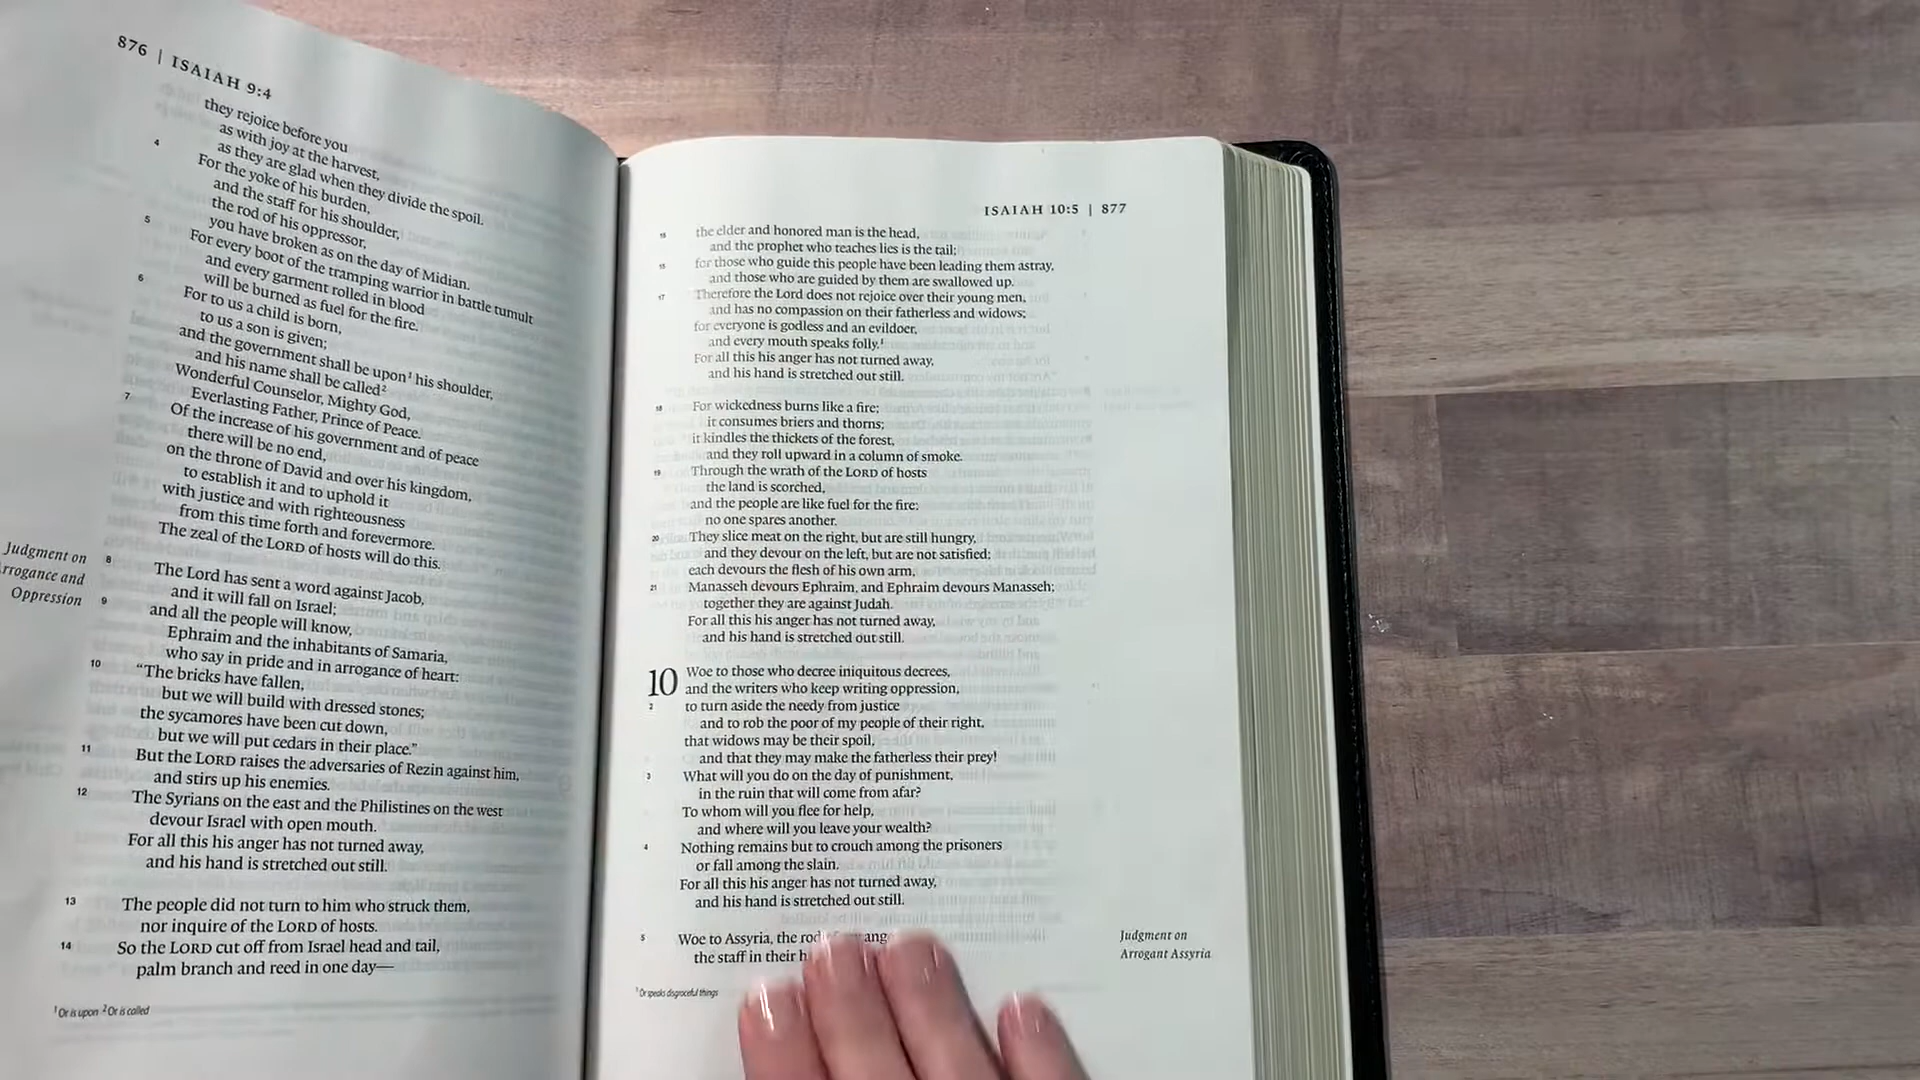 876 | ISAIAH 9:4
they rejoice before you
as with joy at the harvest,
as they are glad when they divide the spoil.
4 For the yoke of his burden,
and the staff for his shoulder,
the rod of his oppressor,
you have broken as on the day of Midian.
5 For every boot of the tramping warrior in battle tumult
and every garment rolled in blood
will be burned as fuel for the fire.
6 For to us a child is born,
to us a son is given;
and the government shall be upon¹ his shoulder,
and his name shall be called²
Wonderful Counselor, Mighty God,
Everlasting Father, Prince of Peace.
7 Of the increase of his government and of peace
there will be no end,
on the throne of David and over his kingdom,
to establish it and to uphold it
with justice and with righteousness
from this time forth and forevermore.
The zeal of the LORD of hosts will do this.
Judgment on
rrogance and
Oppression
8 The Lord has sent a word against Jacob,
and it will fall on Israel;
9 and all the people will know,
Ephraim and the inhabitants of Samaria,
who say in pride and in arrogance of heart:
10 “The bricks have fallen,
but we will build with dressed stones;
the sycamores have been cut down,
but we will put cedars in their place.”
11 But the LORD raises the adversaries of Rezin against him,
and stirs up his enemies.
12 The Syrians on the east and the Philistines on the west
devour Israel with open mouth.
For all this his anger has not turned away,
and his hand is stretched out still.
13 The people did not turn to him who struck them,
nor inquire of the LORD of hosts.
14 So the LORD cut off from Israel head and tail,
palm branch and reed in one day—
¹ Or is upon ² Or is called
ISAIAH 10:5 | 877
15 the elder and honored man is the head,
and the prophet who teaches lies is the tail;
16 for those who guide this people have been leading them astray,
and those who are guided by them are swallowed up.
17 Therefore the Lord does not rejoice over their young men,
and has no compassion on their fatherless and widows;
for everyone is godless and an evildoer,
and every mouth speaks folly.¹
For all this his anger has not turned away,
and his hand is stretched out still.
18 For wickedness burns like a fire;
it consumes briers and thorns;
it kindles the thickets of the forest,
and they roll upward in a column of smoke.
19 Through the wrath of the LORD of hosts
the land is scorched,
and the people are like fuel for the fire;
no one spares another.
20 They slice meat on the right, but are still hungry,
and they devour on the left, but are not satisfied;
each devours the flesh of his own arm,
21 Manasseh devours Ephraim, and Ephraim devours Manasseh;
together they are against Judah.
For all this his anger has not turned away,
and his hand is stretched out still.
10 Woe to those who decree iniquitous decrees,
and the writers who keep writing oppression,
2 to turn aside the needy from justice
and to rob the poor of my people of their right,
that widows may be their spoil,
and that they may make the fatherless their prey!
3 What will you do on the day of punishment,
in the ruin that will come from afar?
To whom will you flee for help,
and where will you leave your wealth?
4 Nothing remains but to crouch among the prisoners
or fall among the slain.
For all this his anger has not turned away,
and his hand is stretched out still.
5 Woe to Assyria, the rod
the staff in their
Judgment on
Arrogant Assyria
¹ Or speaks disgraceful things